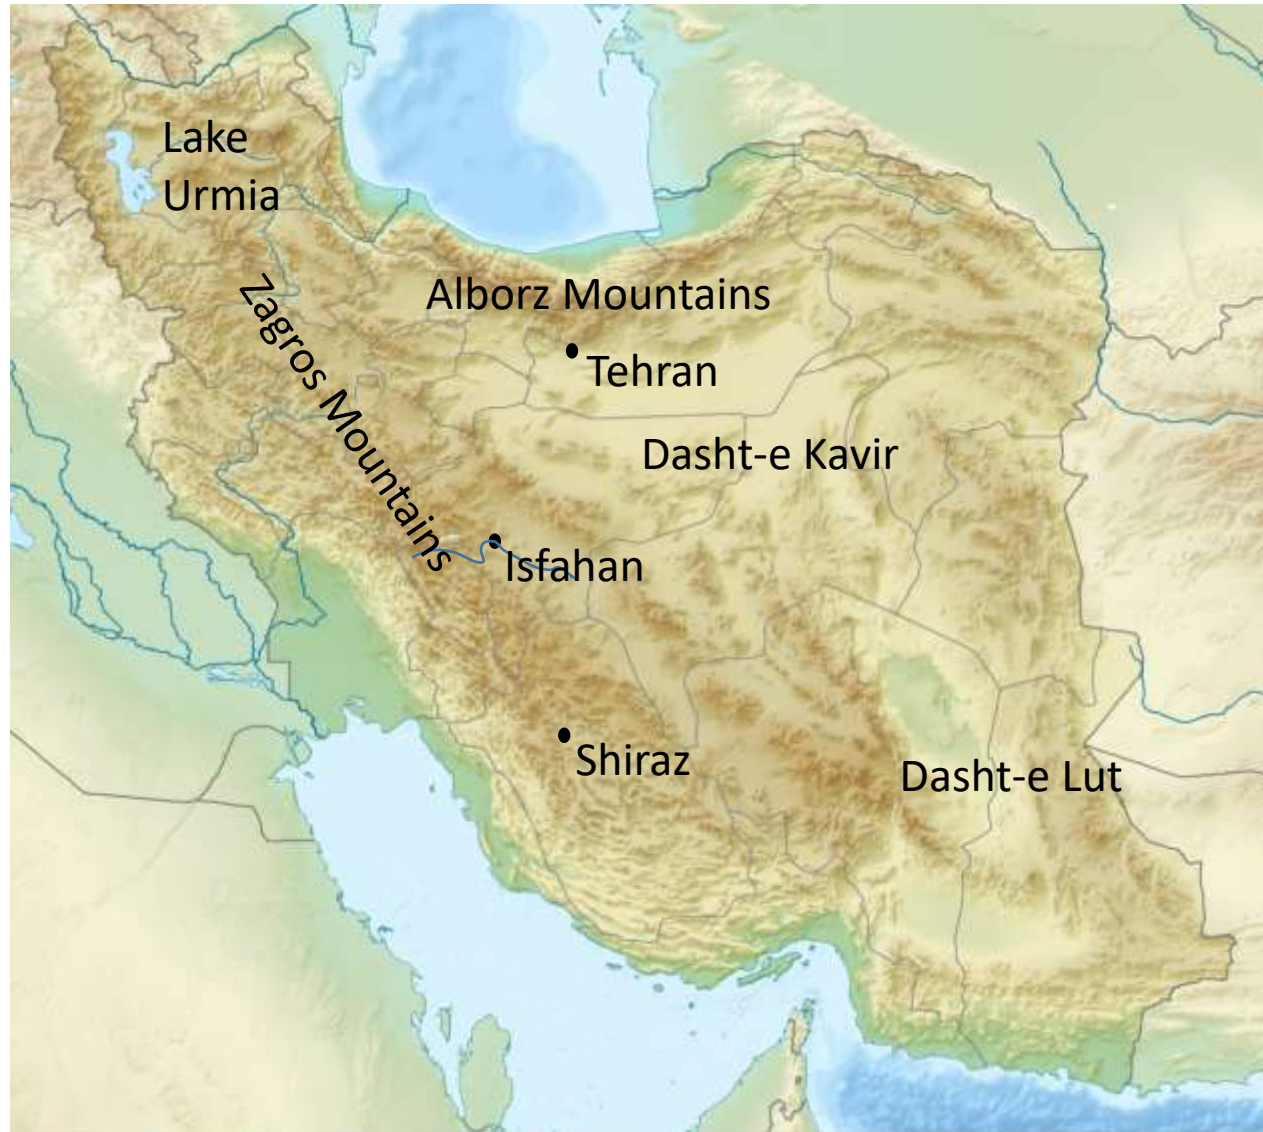 Lake
Urmia
Zagros Mountains
Alborz Mountains
Tehran
Dasht-e Kavir
Isfahan
Shiraz
Dasht-e Lut